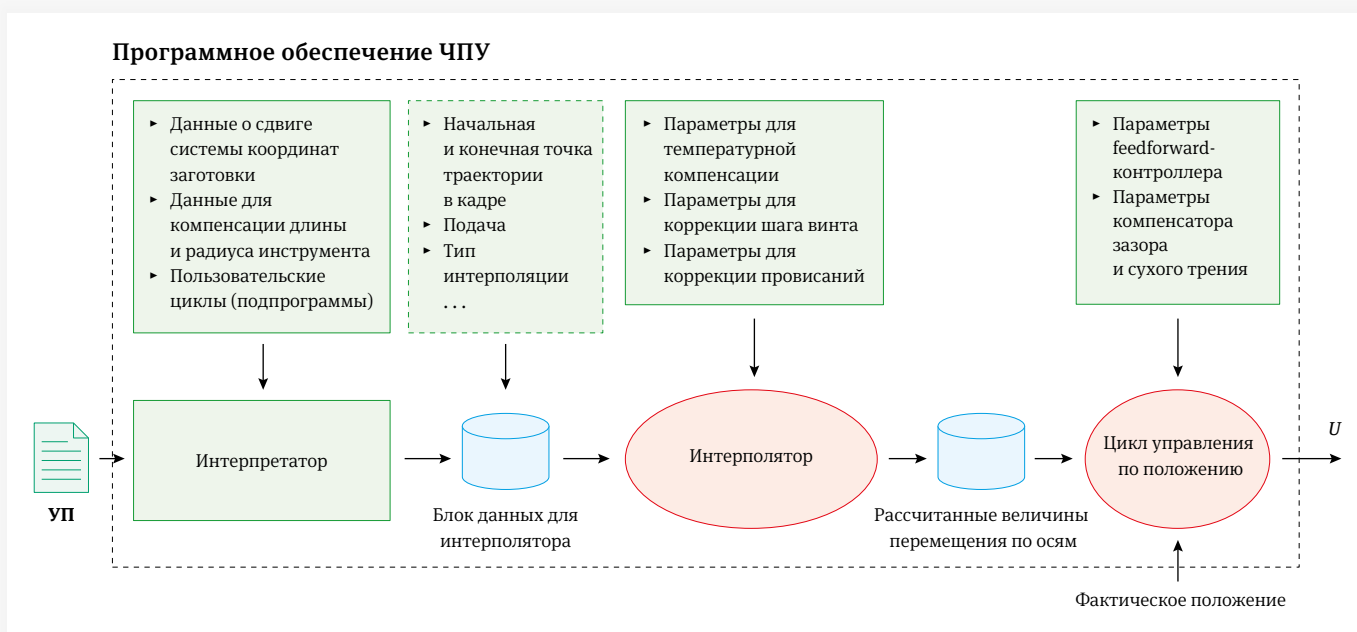 Программное обеспечение ЧПУ
▸ Данные о сдвиге
системы координат
заготовки
▸ Данные для
компенсации длины
и радиуса инструмента
▸ Пользовательские
циклы (подпрограммы)
▸ Начальная
и конечная точка
траектории
в кадре
▸ Подача
▸ Тип
интерполяции
...
▸ Параметры для
температурной
компенсации
▸ Параметры для
коррекции шага винта
▸ Параметры для
коррекции провисаний
▸ Параметры
feedforward-
контроллера
▸ Параметры
компенсатора
зазора
и сухого трения
УП
Интерпретатор
Блок данных для
интерполятора
Интерполятор
Рассчитанные величины
перемещения по осям
Цикл управления
по положению
U
Фактическое положение